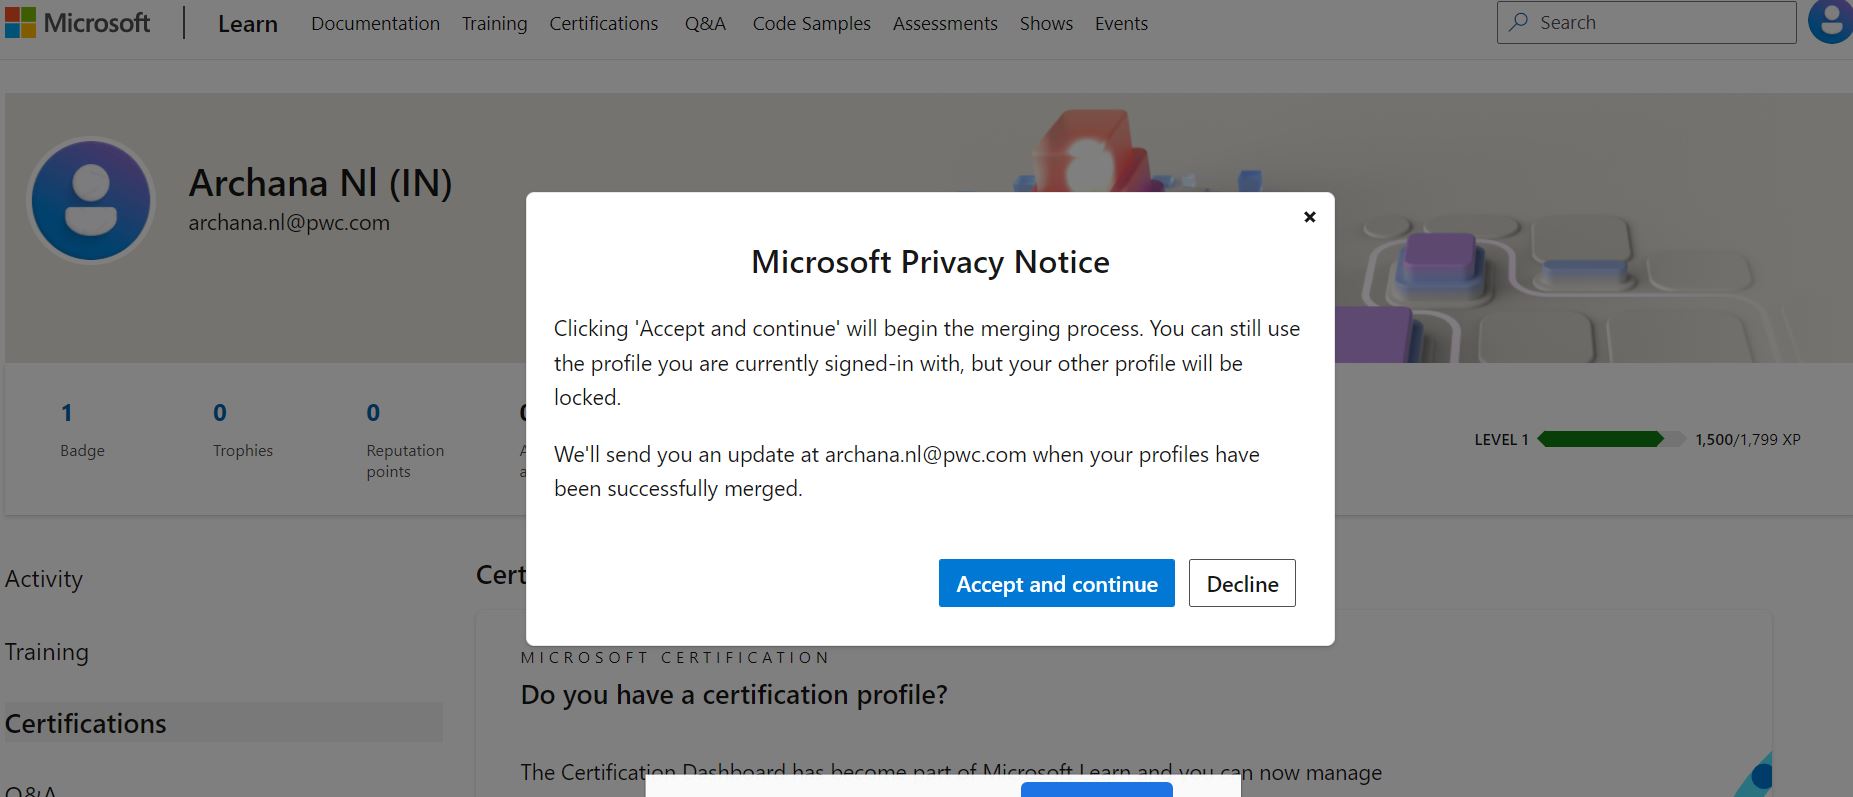 Microsoft Learn Documentation Training Certifications Q&A Code Samples Assessments Shows Events Search
Archana Nl (IN)
archana.nl@pwc.com
×
Microsoft Privacy Notice
Clicking 'Accept and continue' will begin the merging process. You can still use
the profile you are currently signed-in with, but your other profile will be
locked.
We'll send you an update at archana.nl@pwc.com when your profiles have
been successfully merged.
Accept and continue Decline
1 0 0
Badge Trophies Reputation
points
LEVEL 1 1,500/1,799 XP
Activity
Training
Certifications
Q&A
MICROSOFT CERTIFICATION
Do you have a certification profile?
The Certification Dashboard has become part of Microsoft Learn and you can now manage